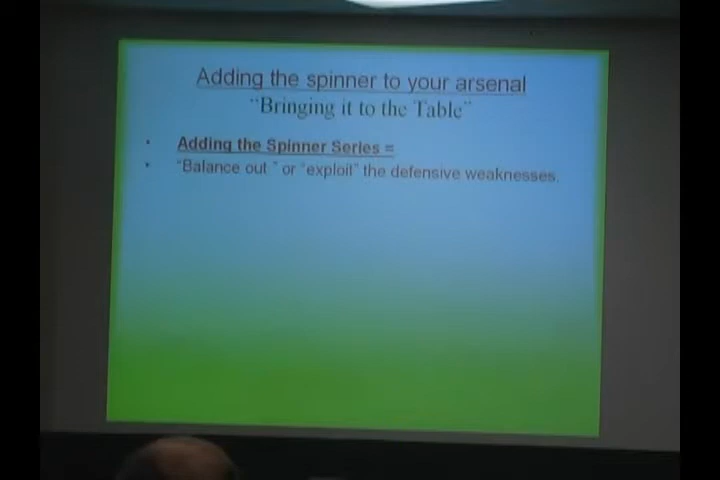 Adding the spinner to your arsenal
“Bringing it to the Table”
• Adding the Spinner Series =
• “Balance out ” or “exploit” the defensive weaknesses.